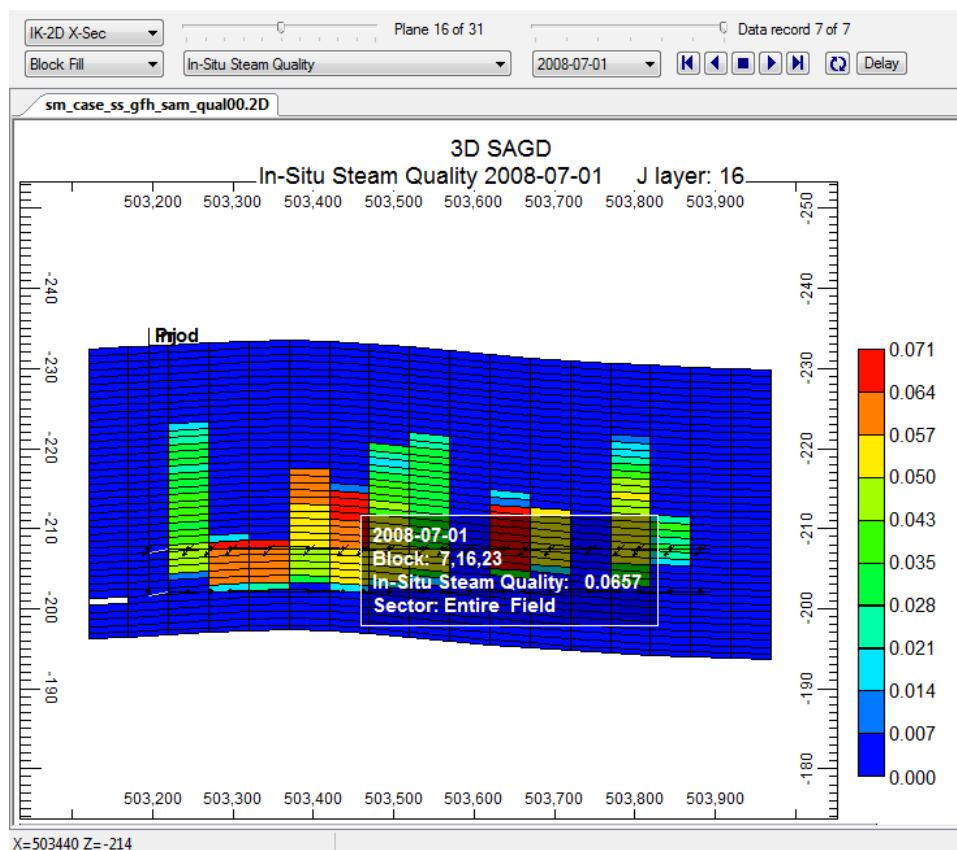 IK-2D X-Sec Plane 16 of 31 Data record 7 of 7
Block Fill In-Situ Steam Quality 2008-07-01 Delay
sm_case_ss_gfh_sam_qual00.2D
3D SAGD
In-Situ Steam Quality 2008-07-01 J layer: 16
503,200 503,300 503,400 503,500 503,600 503,700 503,800 503,900
-250
-240 -240
-230 -230
-220 -220
-210 -210
-200 -200
-190 -190
-180
2008-07-01
Block: 7,16,23
In-Situ Steam Quality: 0.0657
Sector: Entire Field
0.071
0.064
0.057
0.050
0.043
0.035
0.028
0.021
0.014
0.007
0.000
503,200 503,300 503,400 503,500 503,600 503,700 503,800 503,900
X=503440 Z=-214